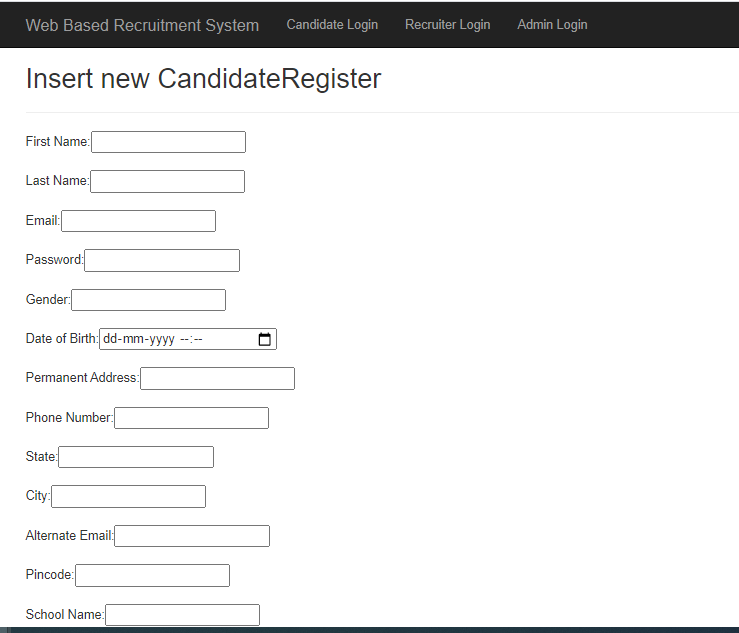 Web Based Recruitment System Candidate Login Recruiter Login Admin Login
Insert new CandidateRegister
First Name:
Last Name:
Email:
Password:
Gender:
Date of Birth: dd-mm-yyyy --:--
Permanent Address:
Phone Number:
State:
City:
Alternate Email:
Pincode:
School Name: